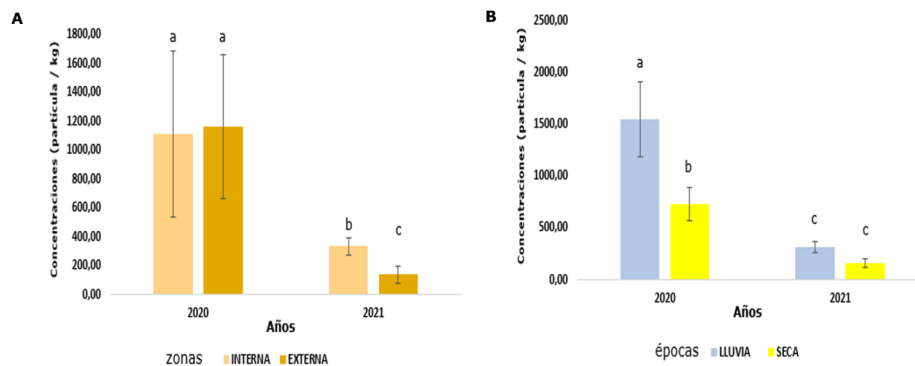 A
Concentraciones (partícula / kg)
1800,00
1600,00
1400,00
1200,00
1000,00
800,00
600,00
400,00
200,00
0,00
a a
b c
2020 2021
Años
zonas INTERNA EXTERNA
B
Concentraciones (partícula / kg)
2500,00
2000,00
1500,00
1000,00
500,00
0,00
a
b
c c
2020 2021
Años
épocas LLUVIA SECA